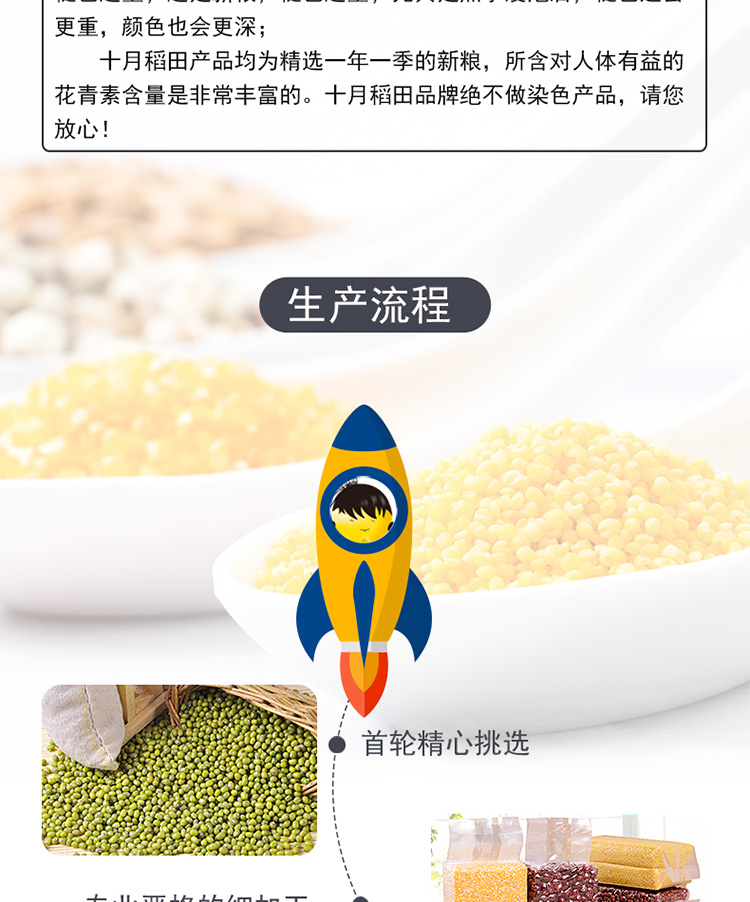 更重，颜色也会更深；
十月稻田产品均为精选一年一季的新粮，所含对人体有益的
花青素含量是非常丰富的。十月稻田品牌绝不做染色产品，请您
放心！
生产流程
首轮精心挑选